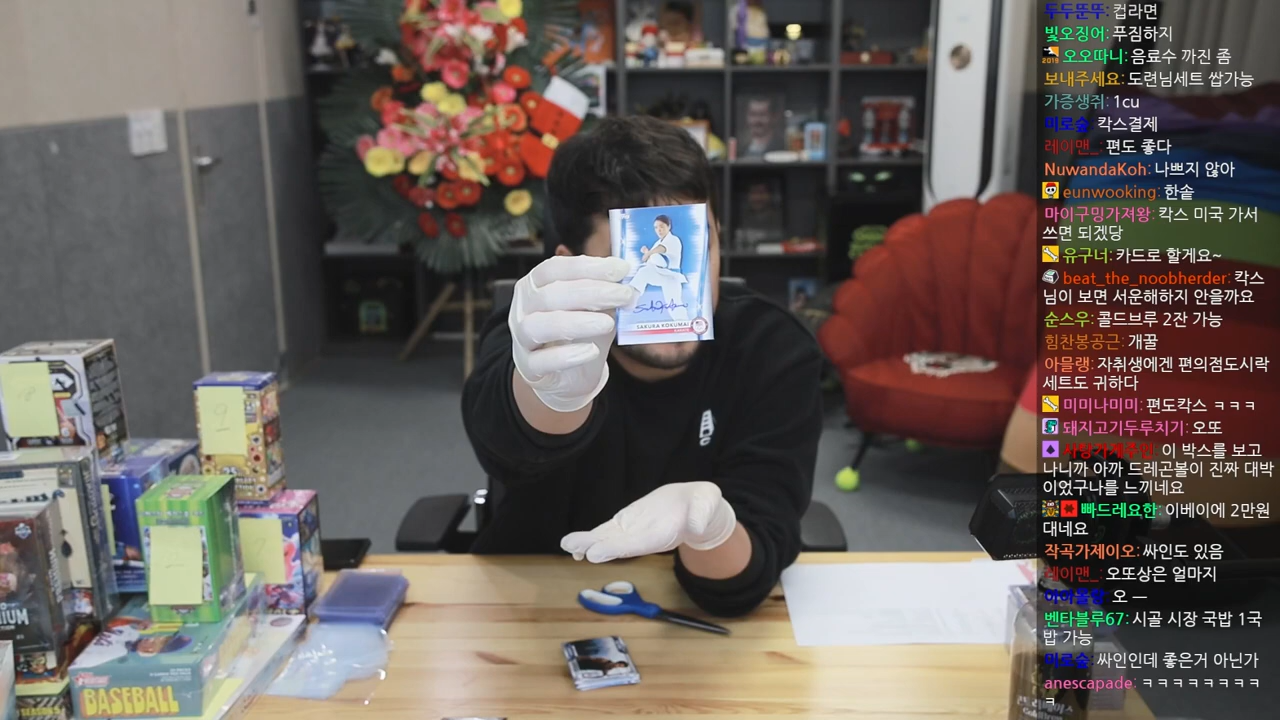 두두뚠뚜: 컵라면
빛오징어: 푸짐하지
2019 오오따니: 음료수 까진 좀
보내주세요: 도련님세트 쌉가능
가증생쥐: 1cu
미로숲: 칵스결제
레이맨_: 편도 좋다
NuwandaKoh: 나쁘지 않아
eunwooking: 한솥
마이구밍가져왕: 칵스 미국 가서
쓰면 되겠당
유구너: 카드로 할게요~
beat_the_noobherder: 칵스
님이 보면 서운해하지 안을까요
순스우: 콜드브루 2잔 가능
힘찬봉공근: 개꿀
아믈랭: 자취생에겐 편의점도시락
세트도 귀하다
미미나미미: 편도칵스 ㅋㅋㅋ
돼지고기두루치기: 오또
이 박스를 보고
나니까 아까 드레곤볼이 진짜 대박
이었구나를 느끼네요
빠드레요한: 이베이에 2만원
대네요
작곡가제이오: 싸인도 있음
레이맨_: 오또상은 얼마지
오 ㅡ
벤타블루67: 시골 시장 국밥 1국
밥 가능
미로숲: 싸인인데 좋은거 아닌가
anescapade: ㅋㅋㅋㅋㅋㅋㅋㅋ
ㅋ
SAKURA KOKUMAI
BASEBALL